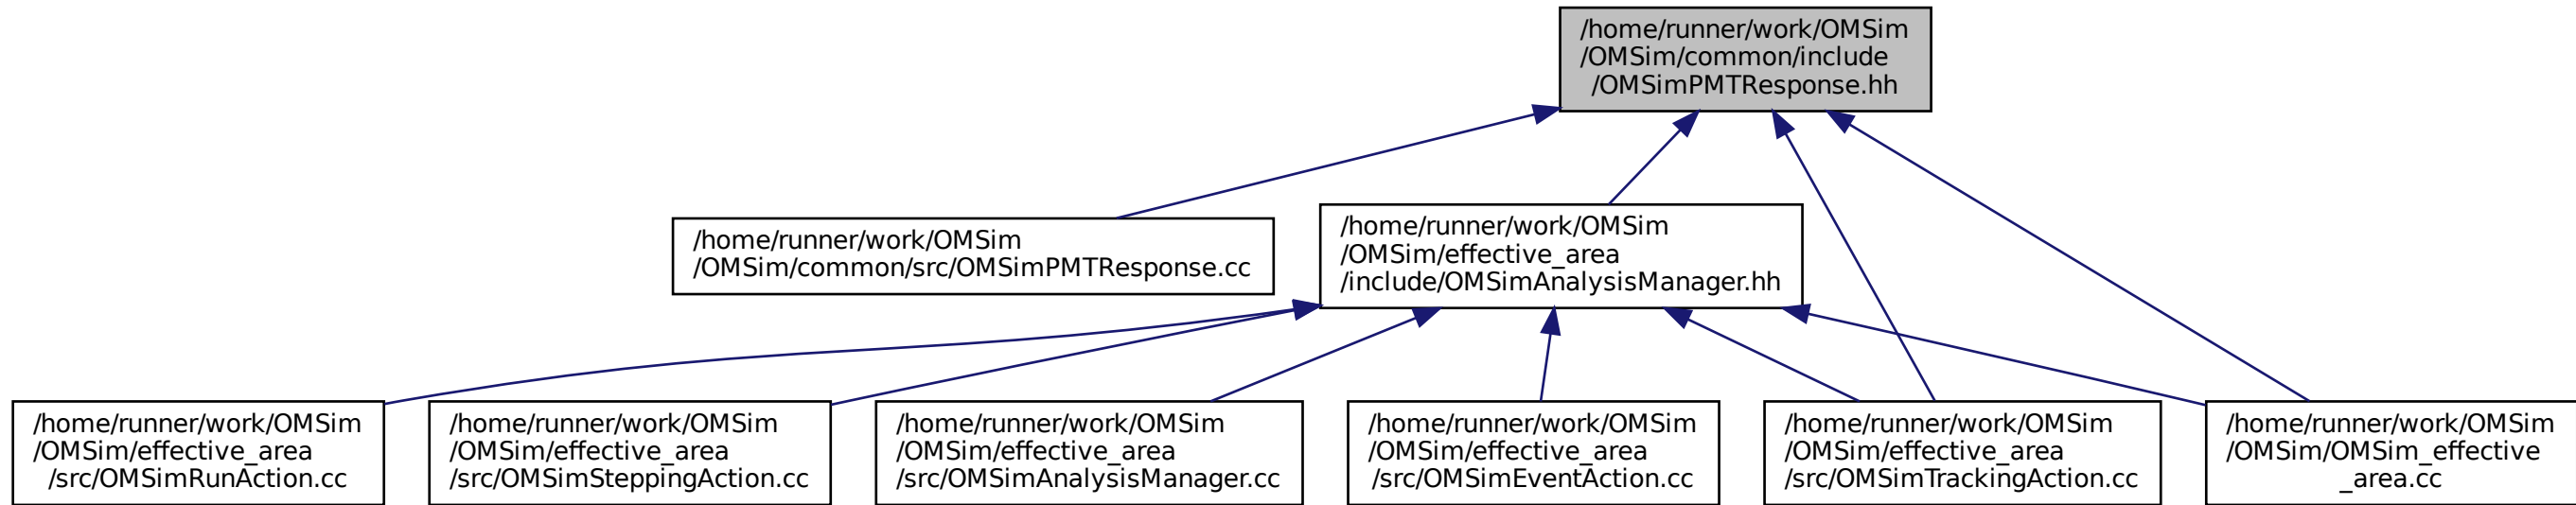 /home/runner/work/OMSim
/OMSim/common/include
/OMSimPMTResponse.hh
/home/runner/work/OMSim
/OMSim/common/src/OMSimPMTResponse.cc
/home/runner/work/OMSim
/OMSim/effective_area
/include/OMSimAnalysisManager.hh
/home/runner/work/OMSim
/OMSim/effective_area
/src/OMSimRunAction.cc
/home/runner/work/OMSim
/OMSim/effective_area
/src/OMSimSteppingAction.cc
/home/runner/work/OMSim
/OMSim/effective_area
/src/OMSimAnalysisManager.cc
/home/runner/work/OMSim
/OMSim/effective_area
/src/OMSimEventAction.cc
/home/runner/work/OMSim
/OMSim/effective_area
/src/OMSimTrackingAction.cc
/home/runner/work/OMSim
/OMSim/OMSim_effective
_area.cc